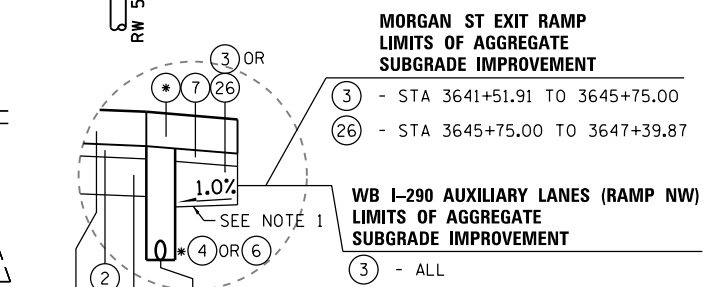 RW 5
3 OR
* 7 26
1.0%
SEE NOTE 1
* 4 OR 6
2
MORGAN ST EXIT RAMP
LIMITS OF AGGREGATE
SUBGRADE IMPROVEMENT
3 - STA 3641+51.91 TO 3645+75.00
26 - STA 3645+75.00 TO 3647+39.87
WB I-290 AUXILIARY LANES (RAMP NW)
LIMITS OF AGGREGATE
SUBGRADE IMPROVEMENT
3 - ALL